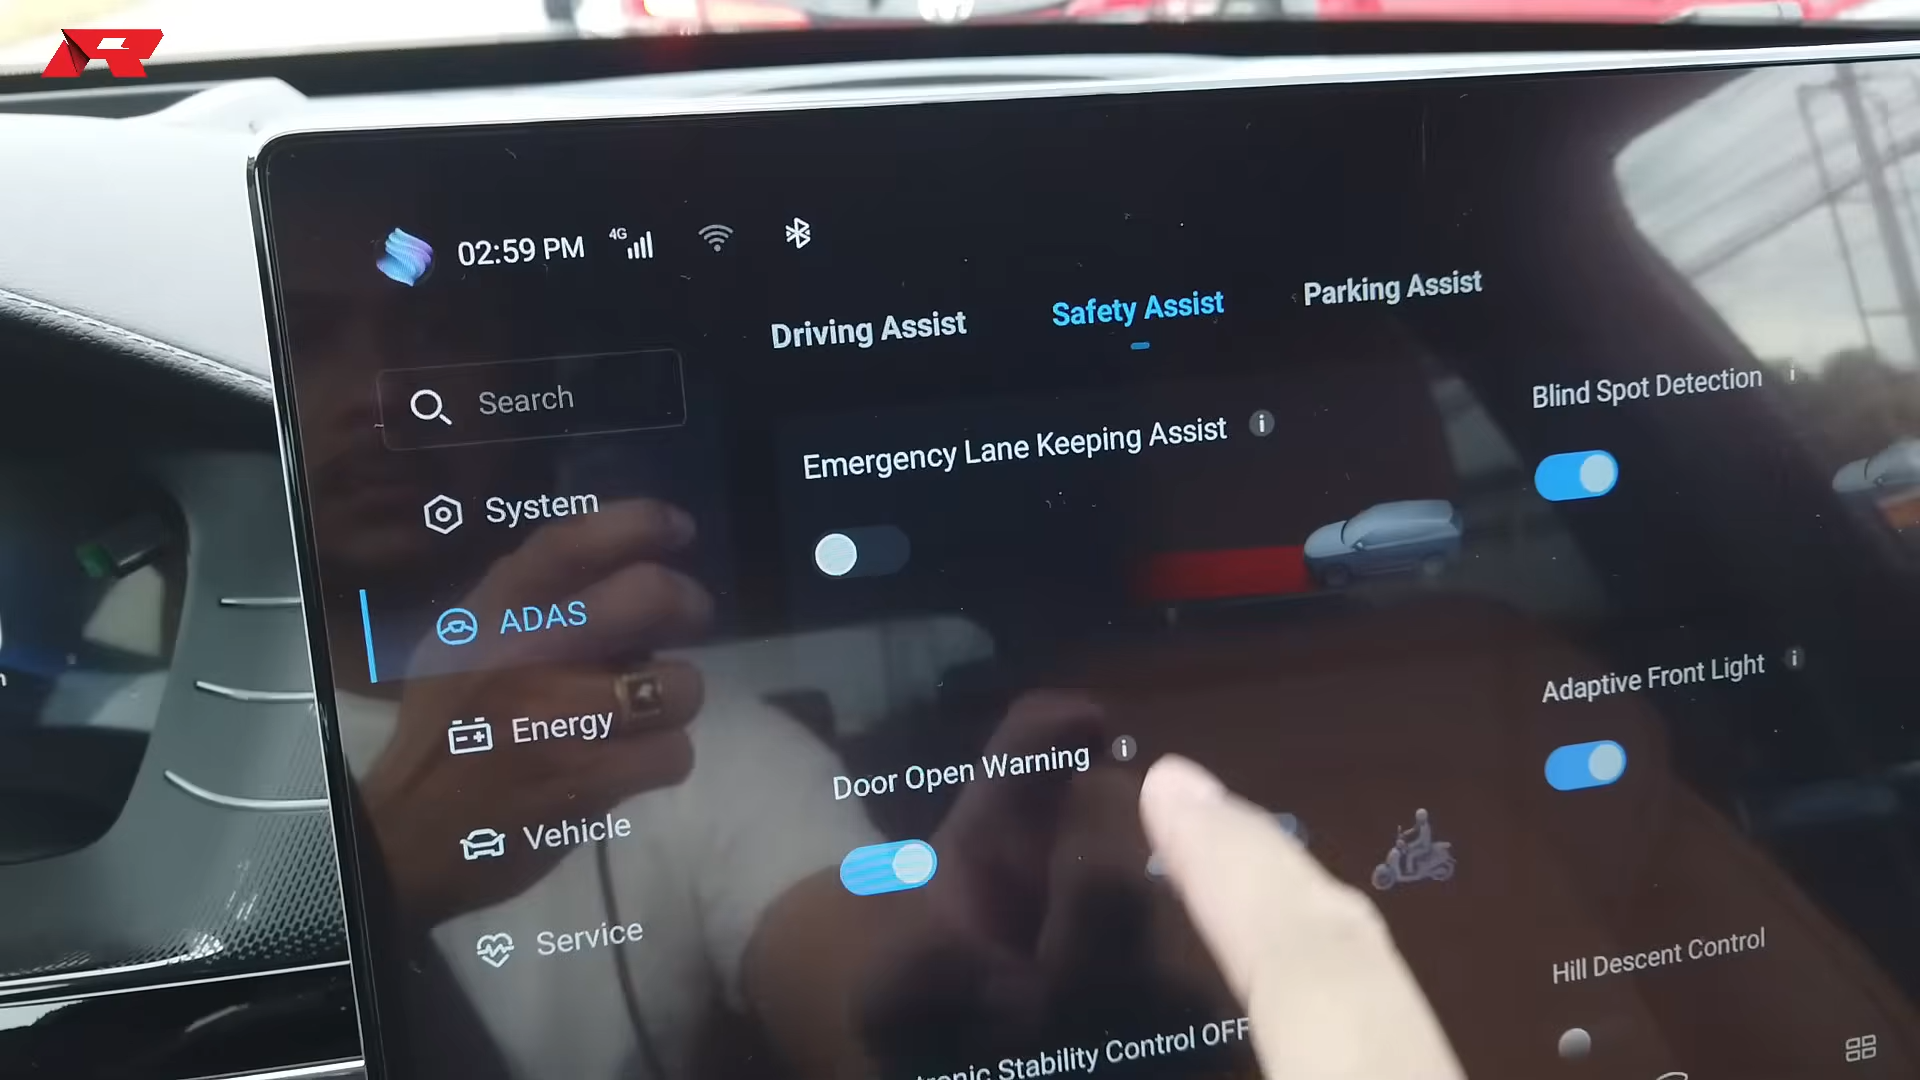 02:59 PM
4G
Driving Assist
Safety Assist
Parking Assist
Search
System
ADAS
Energy
Vehicle
Service
Emergency Lane Keeping Assist
Blind Spot Detection
Door Open Warning
Adaptive Front Light
Stability Control OFF
Hill Descent Control